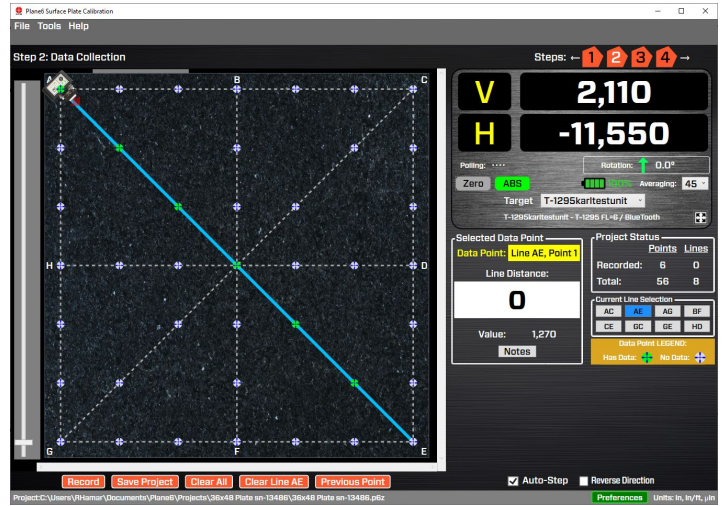 Plane6 Surface Plate Calibration
File Tools Help
Step 2: Data Collection
Steps: ← 1 2 3 4 →
A B C
H D
G F E
V 2,110
H -11,550
Polling: ···· Rotation: 0.0°
Zero ABS 100% Averaging: 45
Target T-1295karltestunit
T-1295karltestunit - T-1295 FL=6 / BlueTooth
Selected Data Point
Data Point: Line AE, Point 1
Line Distance:
0
Value: 1,270
Notes
Project Status
Points Lines
Recorded: 6 0
Total: 56 8
Current Line Selection
AC AE AG BF
CE GC GE HD
Data Point LEGEND:
Has Data: No Data:
Record Save Project Clear All Clear Line AE Previous Point
Auto-Step Reverse Direction
Project:C:\Users\RHamar\Documents\Plane6\Projects\36x48 Plate sn-13486\36x48 Plate sn-13486.p6z
Preferences Units: in, in/ft, µin